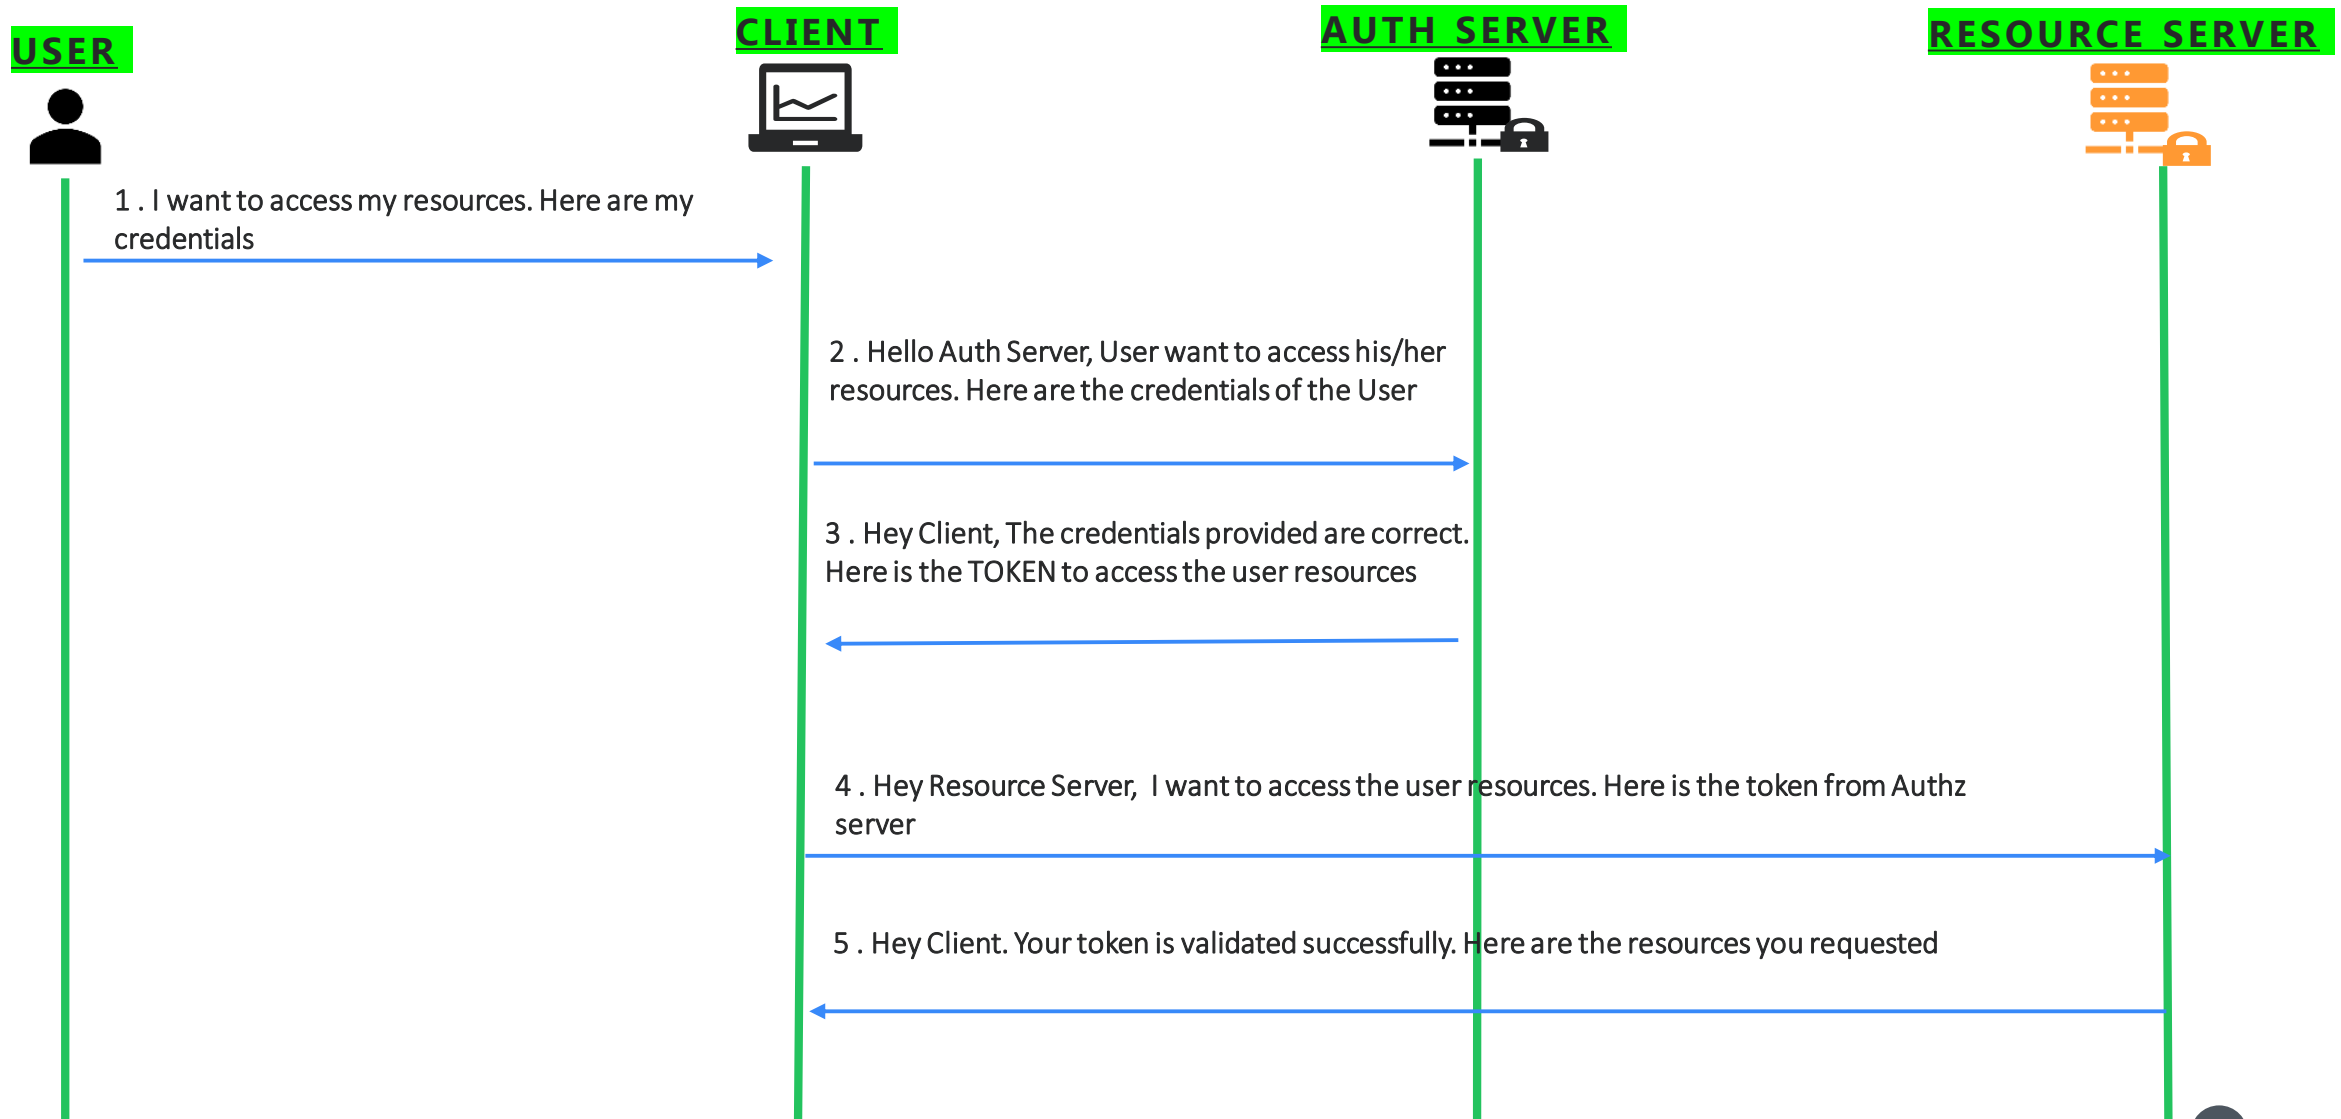 USER
CLIENT
AUTH SERVER
RESOURCE SERVER
1 . I want to access my resources. Here are my
credentials
2 . Hello Auth Server, User want to access his/her
resources. Here are the credentials of the User
3 . Hey Client, The credentials provided are correct.
Here is the TOKEN to access the user resources
4 . Hey Resource Server,  I want to access the user resources. Here is the token from Authz
server
5 . Hey Client. Your token is validated successfully. Here are the resources you requested